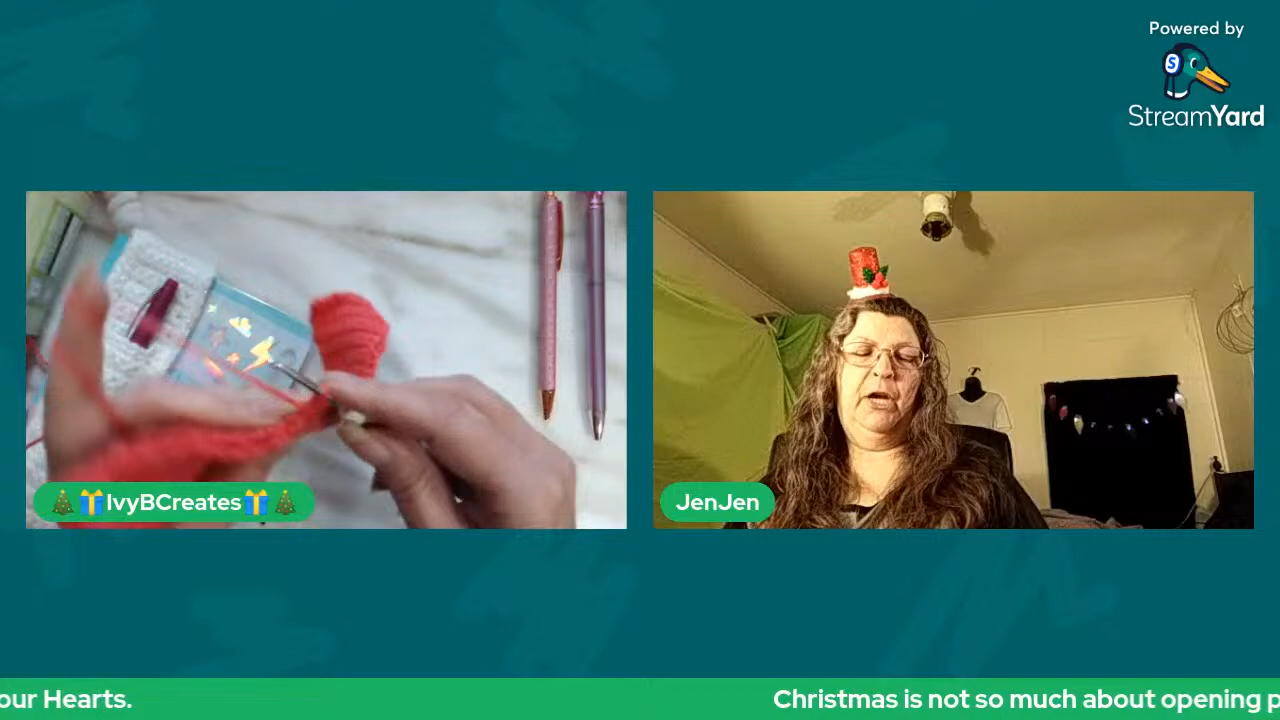 Powered by
S
StreamYard
🎄🎁IvyBCreates🎁🎄
JenJen
our Hearts.
Christmas is not so much about opening p